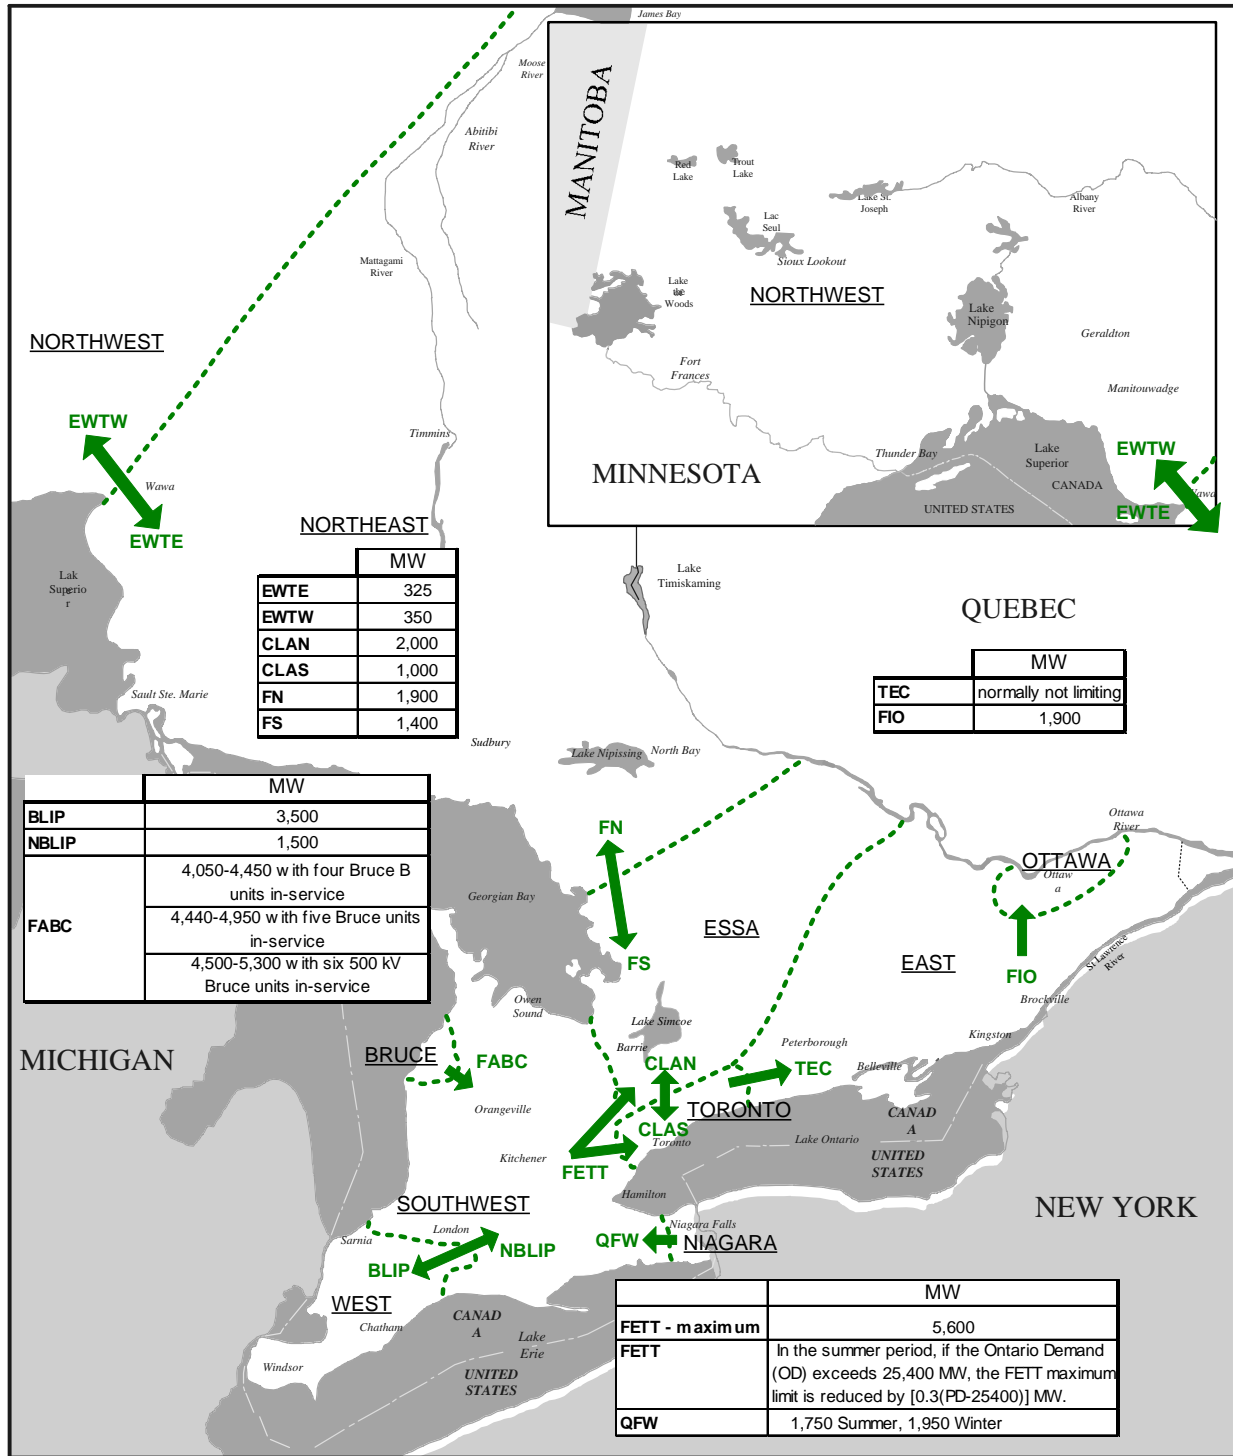 James Bay
Moose
River
Abitibi
River
Mattagami
River
NORTHWEST
EWTW
Timmins
Wawa
EWTE
NORTHEAST
Lak
e
Superio
r
MANITOBA
Red
Lake
Trout
Lake
Lake St.
Joseph
Albany
River
Lac
Seul
Sioux Lookout
Lake
of
the
Woods
NORTHWEST
Lake
Nipigon
Geraldton
Fort
Frances
Manitouwadge
Thunder Bay
Lake
Superior
EWTW
MINNESOTA
CANADA
Wawa
UNITED STATES
EWTE
MW
EWTE 325
EWTW 350
CLAN 2,000
CLAS 1,000
FN 1,900
FS 1,400
Lake
Timiskaming
QUEBEC
MW
TEC normally not limiting
FIO 1,900
Sault Ste. Marie
Sudbury
Lake Nipissing
North Bay
MW
BLIP 3,500
NBLIP 1,500
FABC
4,050-4,450 with four Bruce B
units in-service
4,440-4,950 with five Bruce units
in-service
4,500-5,300 with six 500 kV
Bruce units in-service
FN
Ottawa
River
OTTAWA
Ottaw
a
Georgian Bay
ESSA
EAST
FS
FIO
St Lawrence
River
Brockville
Owen
Sound
Lake Simcoe
Kingston
MICHIGAN
BRUCE
FABC
Barrie
Peterborough
CLAN
TEC
Belleville
Orangeville
TORONTO
CLAS
CANAD
A
Toronto
Lake Ontario
UNITED
STATES
Kitchener
FETT
Hamilton
SOUTHWEST
NEW YORK
Sarnia
London
Niagara Falls
NBLIP
QFW
NIAGARA
BLIP
WEST
Chatham
CANAD
A
Lake
Erie
Windsor
UNITED
STATES
MW
FETT - maximum 5,600
FETT
In the summer period, if the Ontario Demand
(OD) exceeds 25,400 MW, the FETT maximum
limit is reduced by [0.3(PD-25400)] MW.
QFW 1,750 Summer, 1,950 Winter